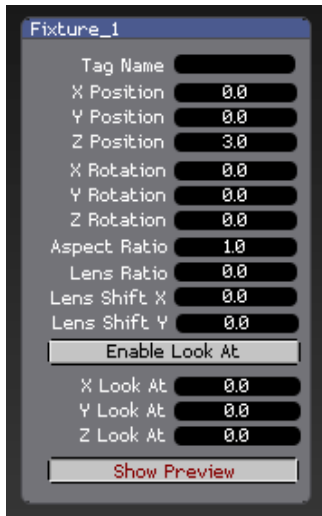 Fixture_1
Tag Name
X Position 0.0
Y Position 0.0
Z Position 3.0
X Rotation 0.0
Y Rotation 0.0
Z Rotation 0.0
Aspect Ratio 1.0
Lens Ratio 0.0
Lens Shift X 0.0
Lens Shift Y 0.0
Enable Look At
X Look At 0.0
Y Look At 0.0
Z Look At 0.0
Show Preview